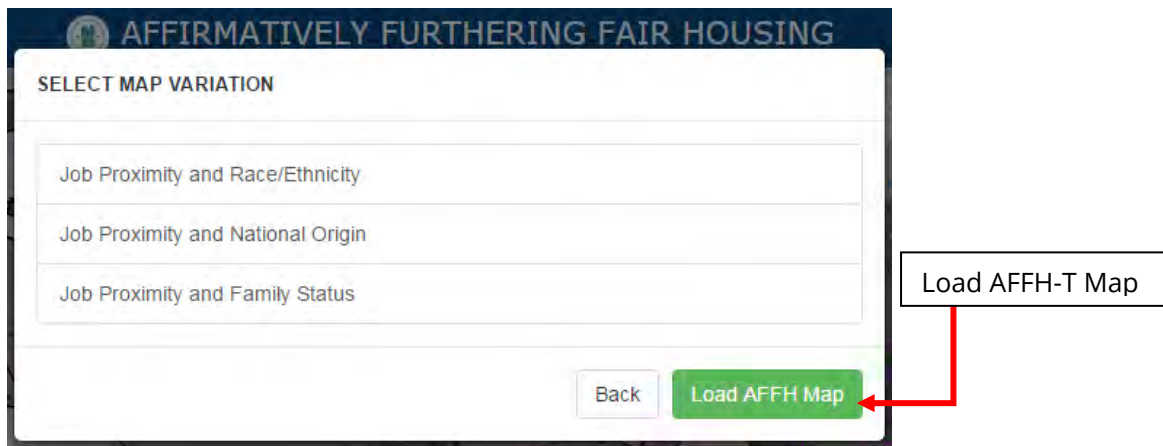 AFFIRMATIVELY FURTHERING FAIR HOUSING
SELECT MAP VARIATION
Job Proximity and Race/Ethnicity
Job Proximity and National Origin
Job Proximity and Family Status
Load AFFH-T Map
Back
Load AFFH Map